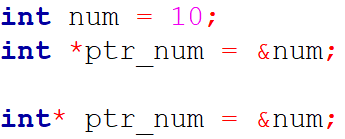 int num = 10;
int *ptr_num = &num;
int* ptr_num = &num;